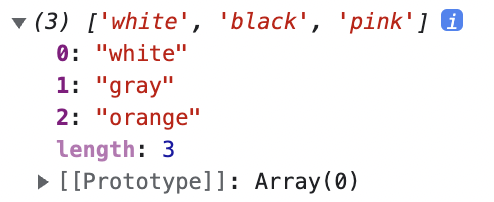 (3) ['white', 'black', 'pink'] i
0: "white"
1: "gray"
2: "orange"
length: 3
[[Prototype]]: Array(0)